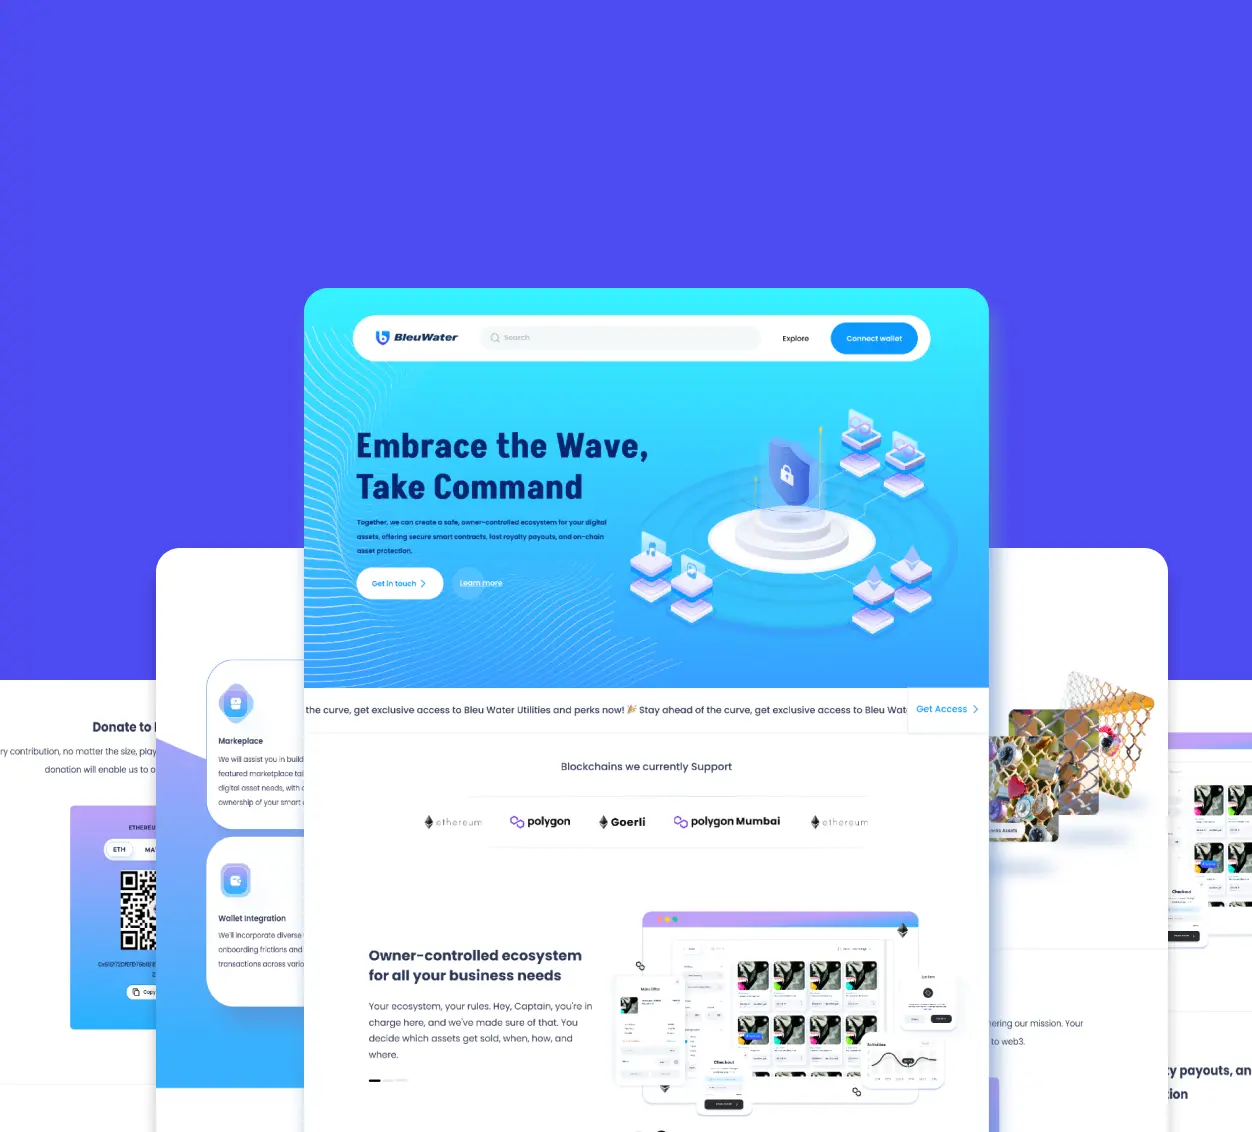 BleuWater
Search
Explore
Connect wallet
Embrace the Wave,
Take Command
Together, we can create a safe, owner-controlled ecosystem for your digital
assets, offering secure smart contracts, fast royalty payouts, and on-chain
asset protection.
Get in touch
Learn more
the curve, get exclusive access to Bleu Water Utilities and perks now! 🎉 Stay ahead of the curve, get exclusive access to Bleu Wat
Get Access
Blockchains we currently Support
ethereum
polygon
Goerli
polygon Mumbai
ethereum
Owner-controlled ecosystem
for all your business needs
Your ecosystem, your rules. Hey, Captain, you're in
charge here, and we've made sure of that. You
decide which assets get sold, when, how, and
where.
Make Offer
Checkout
Activities
Markeplace
We will assist you in build
featured marketplace tai
digital asset needs, with
ownership of your smart
Wallet Integration
We'll incorporate diverse
onboarding frictions and
transactions across vario
Donate to
ry contribution, no matter the size, play
donation will enable us to
ETHEREU
ETH
MA
Copy
ering our mission. Your
to web3.
Checkout
ty payouts, an
tion